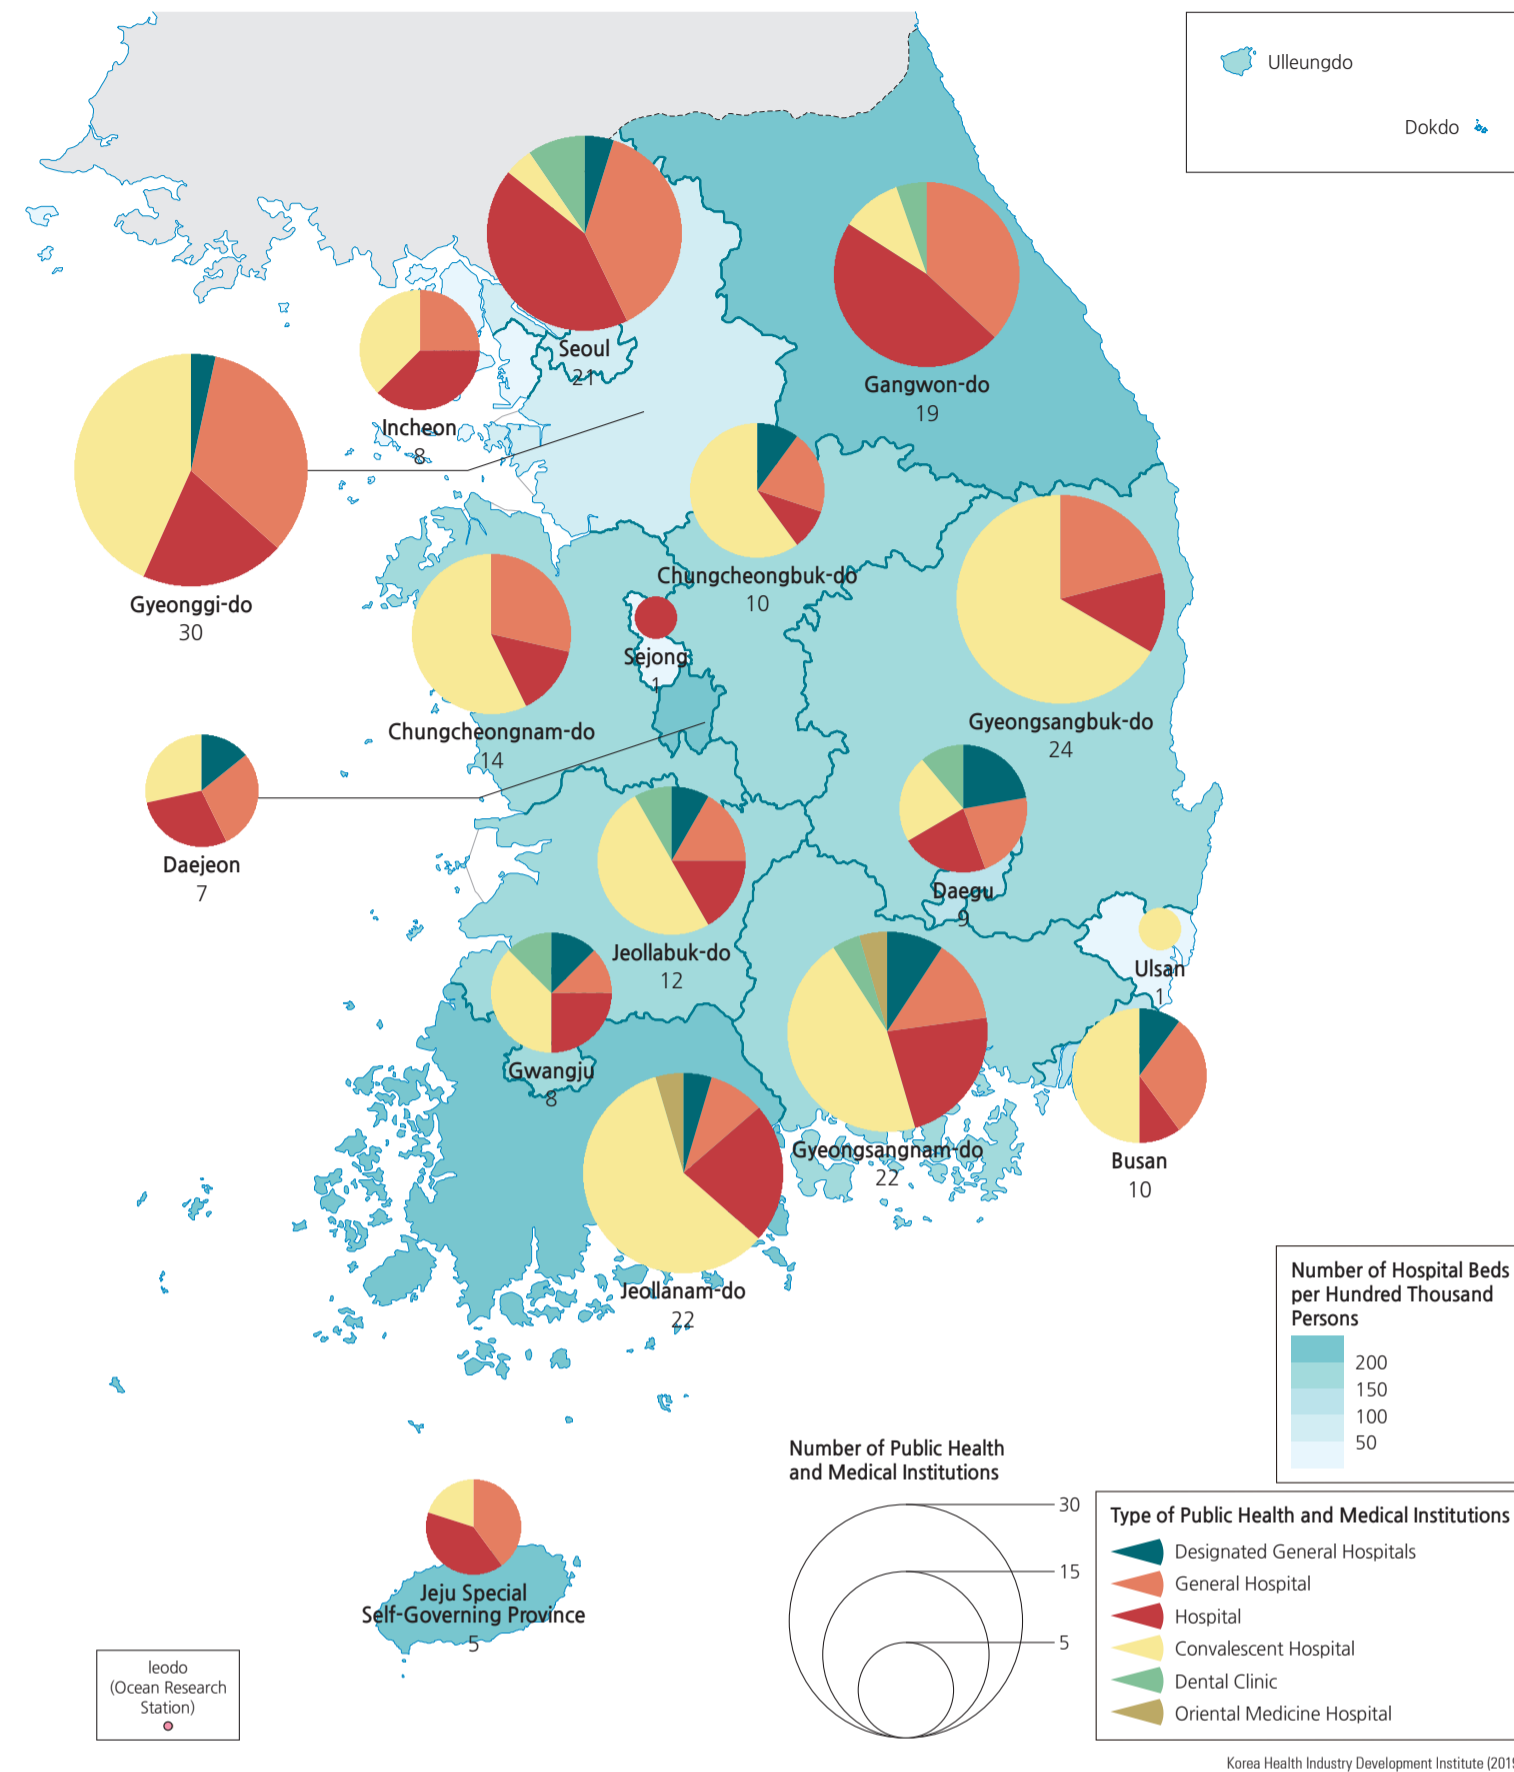 Ulleungdo
Dokdo
Seoul
21
Gangwon-do
19
Incheon
8
Gyeonggi-do
30
Chungcheongbuk-do
10
Chungcheongnam-do
14
Sejong
1
Gyeongsangbuk-do
24
Daejeon
7
Daegu
9
Jeollabuk-do
12
Ulsan
1
Gwangju
8
Gyeongsangnam-do
22
Busan
10
Jeollanam-do
22
Jeju Special
Self-Governing Province
5
Ieodo
(Ocean Research
Station)
Number of Hospital Beds
per Hundred Thousand
Persons
200
150
100
50
Number of Public Health
and Medical Institutions
30
15
5
Type of Public Health and Medical Institutions
Designated General Hospitals
General Hospital
Hospital
Convalescent Hospital
Dental Clinic
Oriental Medicine Hospital
Korea Health Industry Development Institute (2019